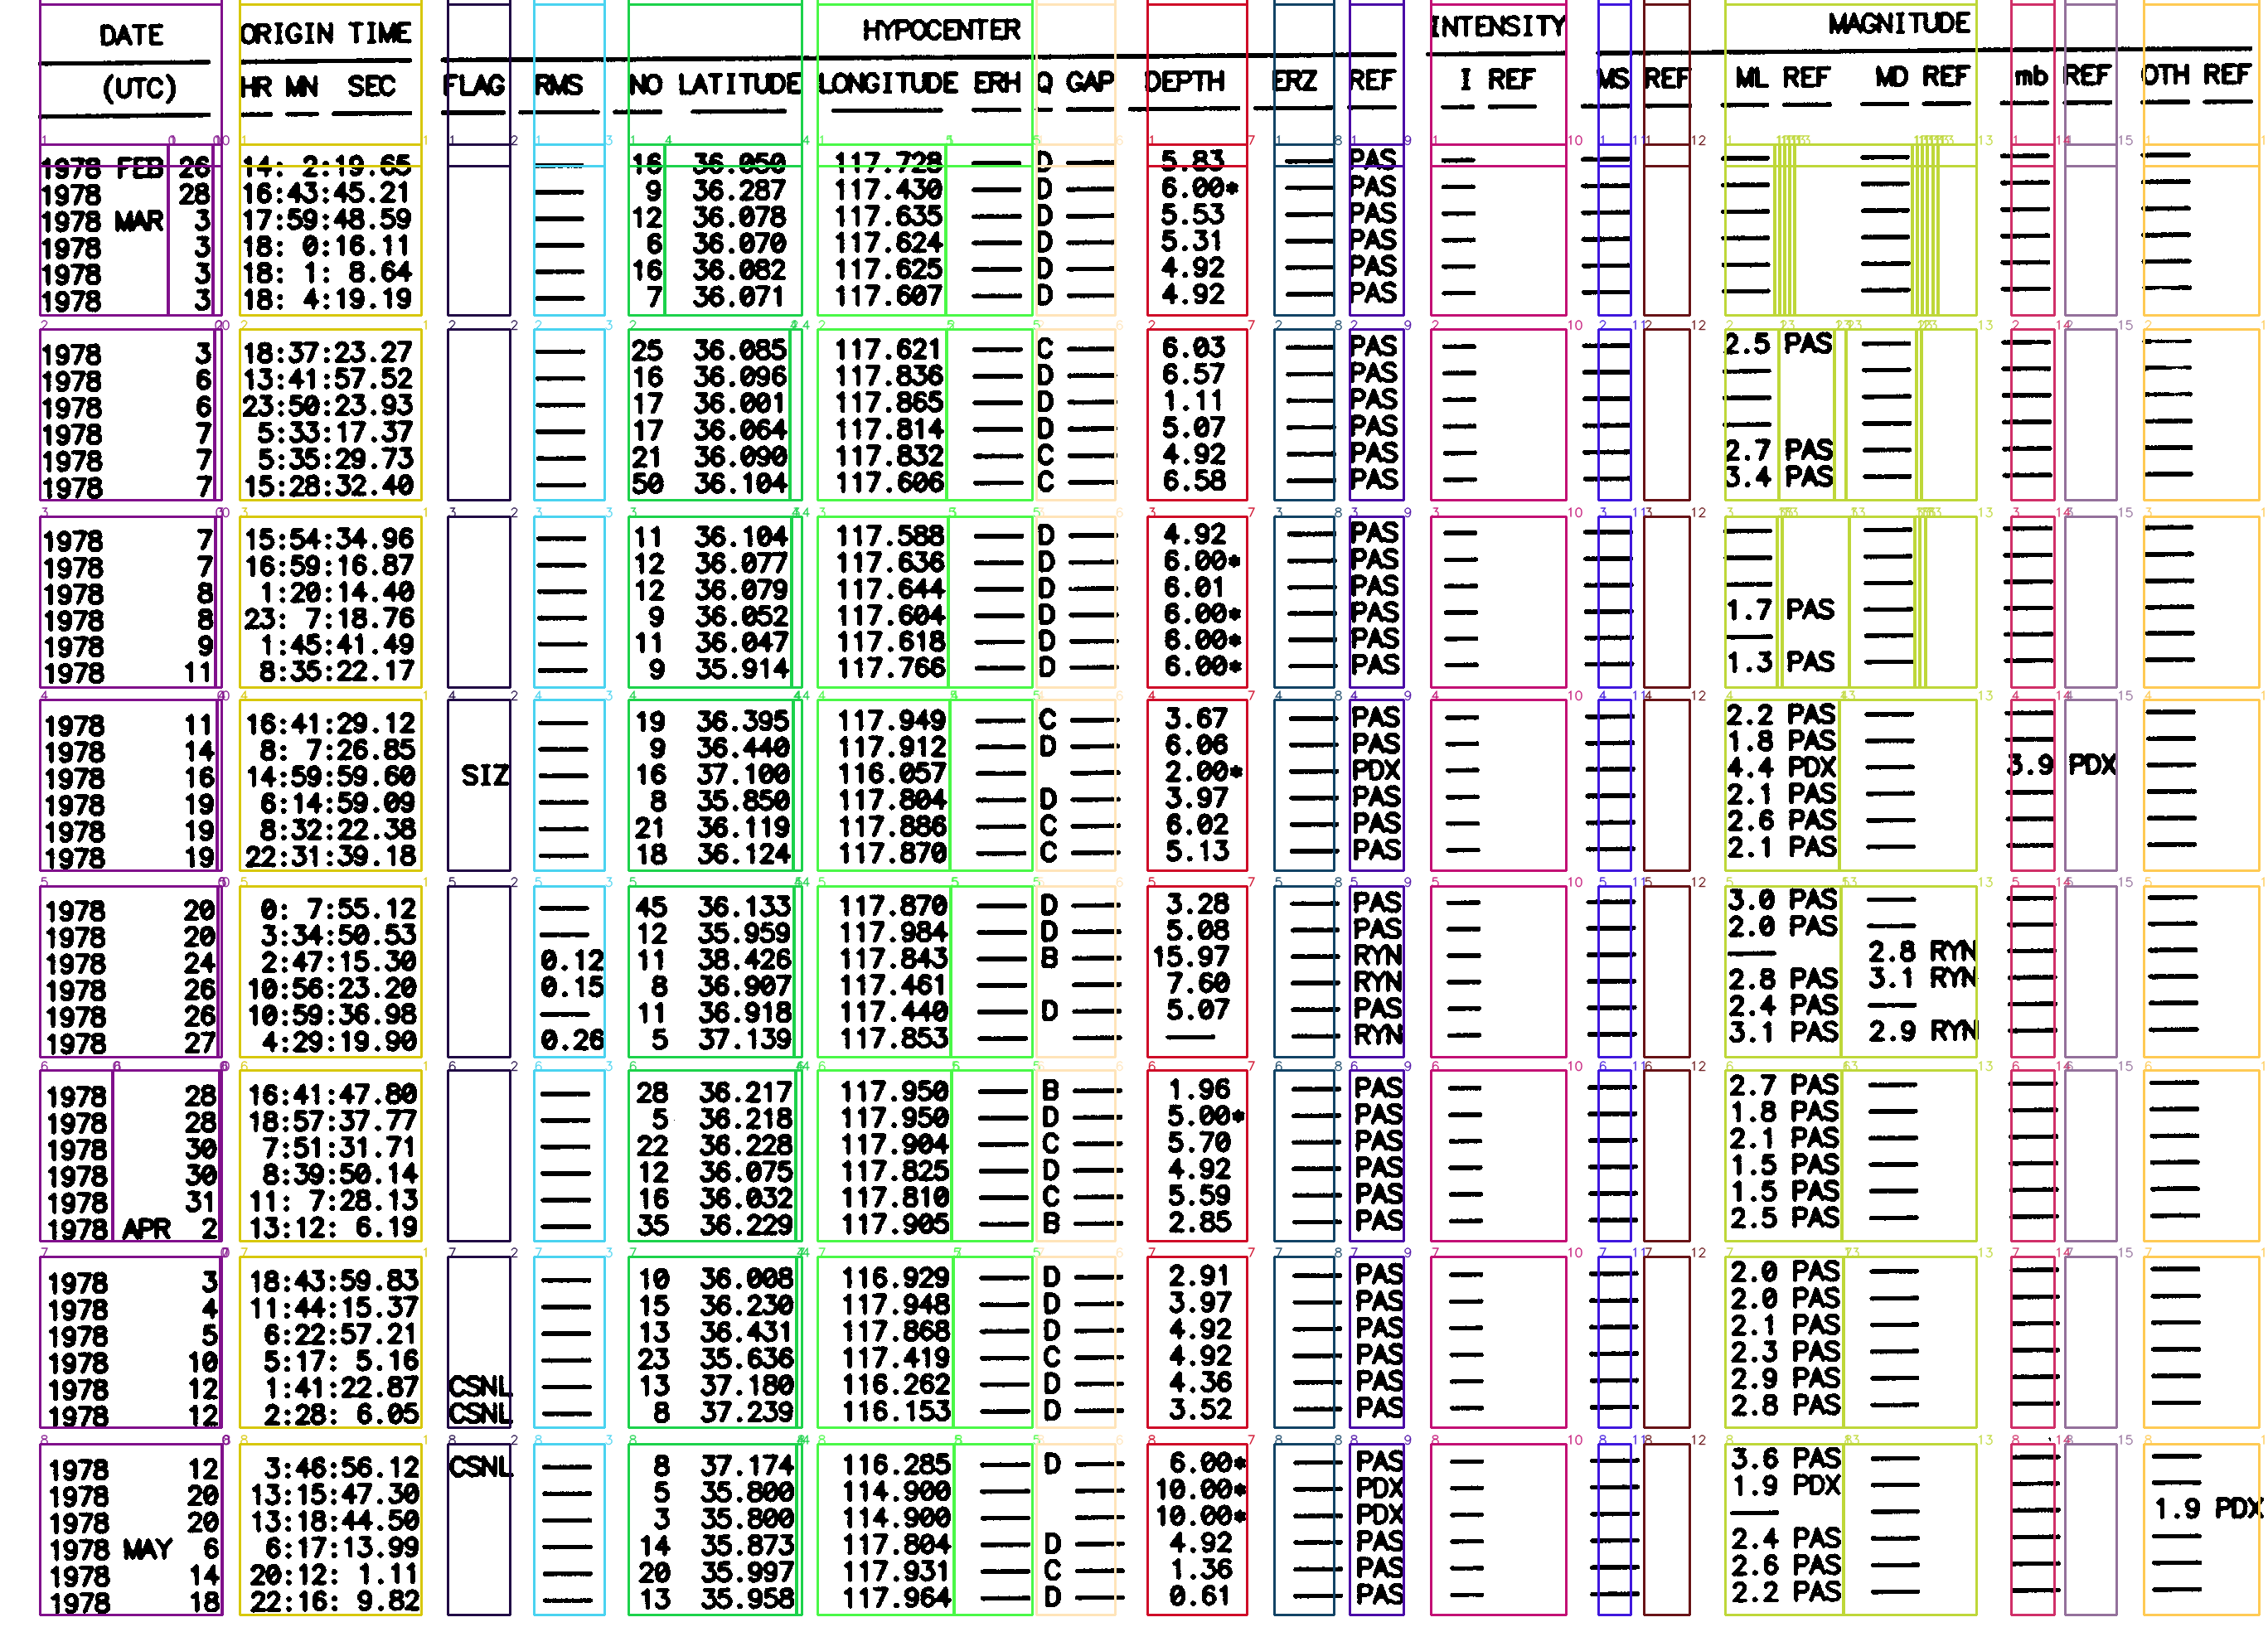 DATE ORIGIN TIME HYPOCENTER INTENSITY MAGNITUDE
(UTC) HR MN SEC FLAG RMS NO LATITUDE LONGITUDE ERH Q GAP DEPTH ERZ REF I REF MS REF ML REF MD REF mb REF OTH REF
1978 FEB 26 14: 2:19.65 — 16 36.050 117.728 — D 5.83 — PAS — — — — — —
1978 28 16:43:45.21 — 9 36.287 117.430 — D — 6.00* — PAS — — — — — —
1978 MAR 3 17:59:48.59 — 12 36.078 117.635 — D — 5.53 — PAS — — — — — —
1978 3 18: 0:16.11 — 6 36.070 117.624 — D — 5.31 — PAS — — — — — —
1978 3 18: 1: 8.64 — 16 36.082 117.625 — D — 4.92 — PAS — — — — — —
1978 3 18: 4:19.19 — 7 36.071 117.607 — D — 4.92 — PAS — — — — — —
1978 3 18:37:23.27 — 25 36.085 117.621 — C — 6.03 — PAS — — 2.5 PAS — — —
1978 6 13:41:57.52 — 16 36.096 117.836 — D — 6.57 — PAS — — — — — —
1978 6 23:50:23.93 — 17 36.001 117.865 — D — 1.11 — PAS — — — — — —
1978 7 5:33:17.37 — 17 36.064 117.814 — D — 5.07 — PAS — — — — — —
1978 7 5:35:29.73 — 21 36.090 117.832 — C — 4.92 — PAS — — 2.7 PAS — — —
1978 7 15:28:32.40 — 50 36.104 117.606 — C — 6.58 — PAS — — 3.4 PAS — — —
1978 7 15:54:34.96 — 11 36.104 117.588 — D — 4.92 — PAS — — — — — —
1978 7 16:59:16.87 — 12 36.077 117.636 — D — 6.00* — PAS — — — — — —
1978 8 1:20:14.40 — 12 36.079 117.644 — D — 6.01 — PAS — — — — — —
1978 8 23: 7:18.76 — 9 36.052 117.604 — D — 6.00* — PAS — — 1.7 PAS — — —
1978 9 1:45:41.49 — 11 36.047 117.618 — D — 6.00* — PAS — — — — — —
1978 11 8:35:22.17 — 9 35.914 117.766 — D — 6.00* — PAS — — 1.3 PAS — — —
1978 11 16:41:29.12 — 19 36.395 117.949 — C — 3.67 — PAS — — 2.2 PAS — — —
1978 14 8: 7:26.85 — 9 36.440 117.912 — D — 6.06 — PAS — — 1.8 PAS — — —
1978 16 14:59:59.60 SIZ — 16 37.100 116.057 — — 2.00* — PDX — — 4.4 PDX — 3.9 PDX —
1978 19 6:14:59.09 — 8 35.850 117.804 — D — 3.97 — PAS — — 2.1 PAS — — —
1978 19 8:32:22.38 — 21 36.119 117.886 — C — 6.02 — PAS — — 2.6 PAS — — —
1978 19 22:31:39.18 — 18 36.124 117.870 — C — 5.13 — PAS — — 2.1 PAS — — —
1978 20 0: 7:55.12 — 45 36.133 117.870 — D — 3.28 — PAS — — 3.0 PAS — — —
1978 20 3:34:50.53 — 12 35.959 117.984 — D — 5.08 — PAS — — 2.0 PAS — — —
1978 24 2:47:15.30 0.12 11 38.426 117.843 — B — 15.97 — RYN — — — 2.8 RYN — —
1978 26 10:56:23.20 0.15 8 36.907 117.461 — — 7.60 — RYN — — 2.8 PAS 3.1 RYN — —
1978 26 10:59:36.98 — 11 36.918 117.440 — D — 5.07 — PAS — — 2.4 PAS — — —
1978 27 4:29:19.90 0.26 5 37.139 117.853 — — — — RYN — — 3.1 PAS 2.9 RYN — —
1978 28 16:41:47.80 — 28 36.217 117.950 — B — 1.96 — PAS — — 2.7 PAS — — —
1978 28 18:57:37.77 — 5 36.218 117.950 — D — 5.00* — PAS — — 1.8 PAS — — —
1978 30 7:51:31.71 — 22 36.228 117.904 — C — 5.70 — PAS — — 2.1 PAS — — —
1978 30 8:39:50.14 — 12 36.075 117.825 — D — 4.92 — PAS — — 1.5 PAS — — —
1978 31 11: 7:28.13 — 16 36.032 117.810 — C — 5.59 — PAS — — 1.5 PAS — — —
1978 APR 2 13:12: 6.19 — 35 36.229 117.905 — B — 2.85 — PAS — — 2.5 PAS — — —
1978 3 18:43:59.83 — 10 36.008 116.929 — D — 2.91 — PAS — — 2.0 PAS — — —
1978 4 11:44:15.37 — 15 36.230 117.948 — D — 3.97 — PAS — — 2.0 PAS — — —
1978 5 6:22:57.21 — 13 36.431 117.868 — D — 4.92 — PAS — — 2.1 PAS — — —
1978 10 5:17: 5.16 — 23 35.636 117.419 — C — 4.92 — PAS — — 2.3 PAS — — —
1978 12 1:41:22.87 CSNL — 13 37.180 116.262 — D — 4.36 — PAS — — 2.9 PAS — — —
1978 12 2:28: 6.05 CSNL — 8 37.239 116.153 — D — 3.52 — PAS — — 2.8 PAS — — —
1978 12 3:46:56.12 CSNL — 8 37.174 116.285 — D — 6.00* — PAS — — 3.6 PAS — — —
1978 20 13:15:47.30 — 5 35.800 114.900 — — 10.00* — PDX — — 1.9 PDX — — —
1978 20 13:18:44.50 — 3 35.800 114.900 — — 10.00* — PDX — — — — — 1.9 PDX
1978 MAY 6 6:17:13.99 — 14 35.873 117.804 — D — 4.92 — PAS — — 2.4 PAS — — —
1978 14 20:12: 1.11 — 20 35.997 117.931 — C — 1.36 — PAS — — 2.6 PAS — — —
1978 18 22:16: 9.82 — 13 35.958 117.964 — D — 0.61 — PAS — — 2.2 PAS — — —